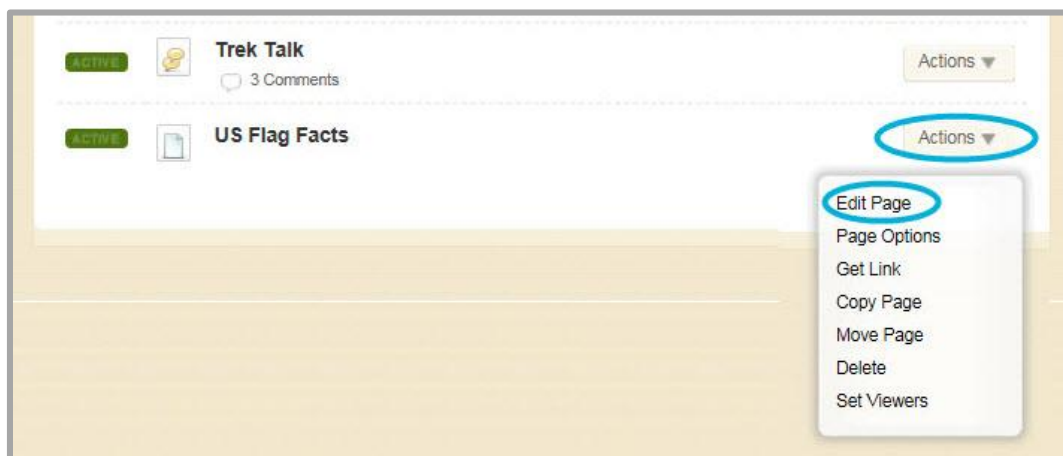 ACTIVE Trek Talk Actions
3 Comments
ACTIVE US Flag Facts Actions
Edit Page
Page Options
Get Link
Copy Page
Move Page
Delete
Set Viewers